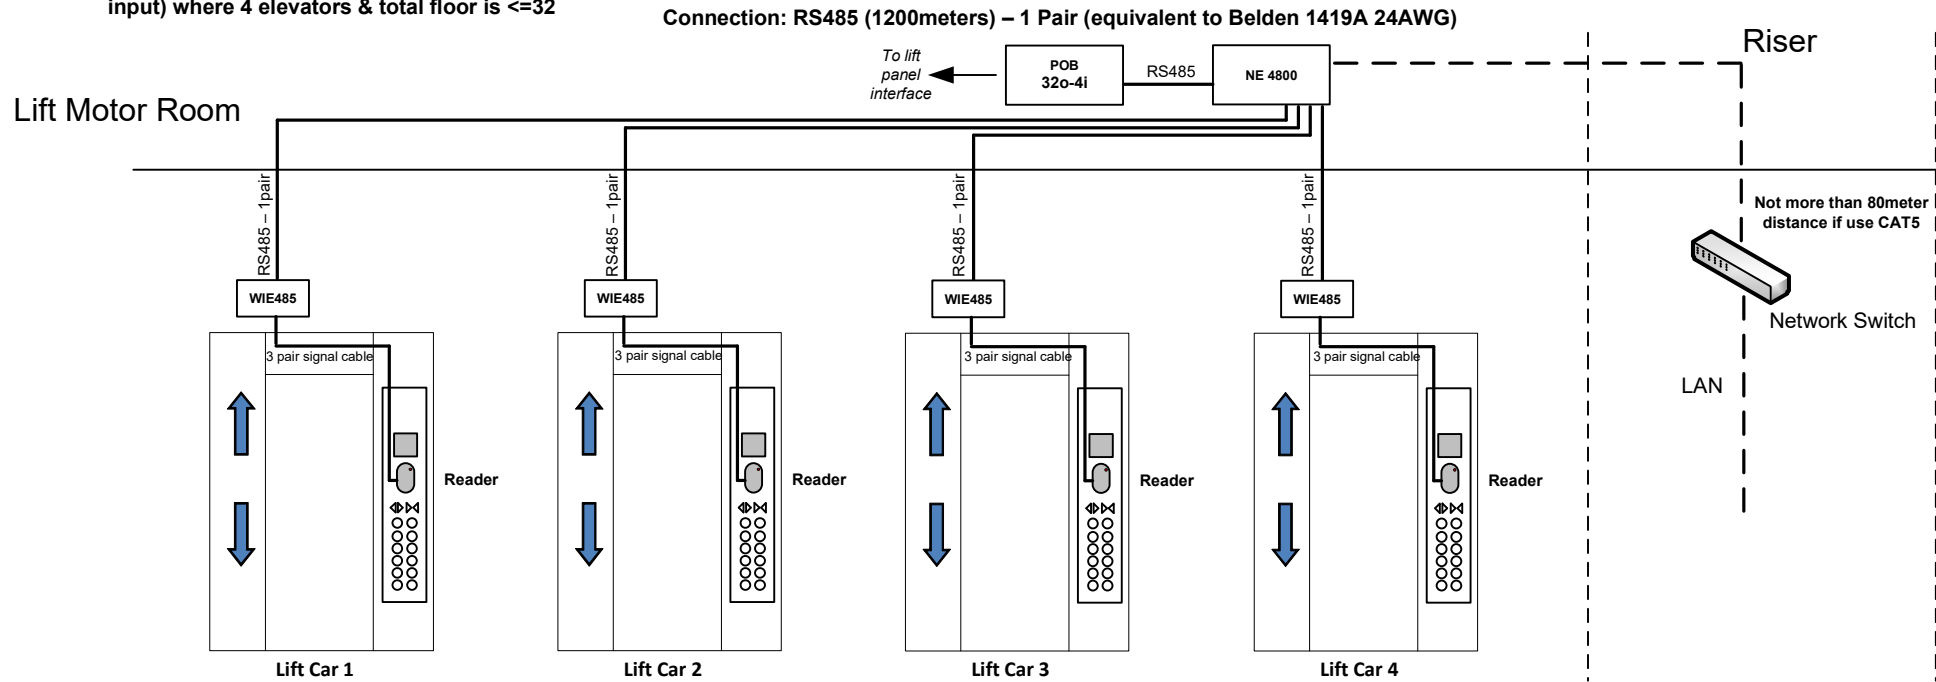 input) where 4 elevators & total floor is <=32
Connection: RS485 (1200meters) – 1 Pair (equivalent to Belden 1419A 24AWG)
Riser
To lift
panel
interface
POB
32o-4i
RS485
NE 4800
Lift Motor Room
RS485 – 1pair
RS485 – 1pair
RS485 – 1pair
RS485 – 1pair
Not more than 80meter
distance if use CAT5
Network Switch
LAN
WIE485
WIE485
WIE485
WIE485
3 pair signal cable
3 pair signal cable
3 pair signal cable
3 pair signal cable
Reader
Reader
Reader
Reader
Lift Car 1
Lift Car 2
Lift Car 3
Lift Car 4